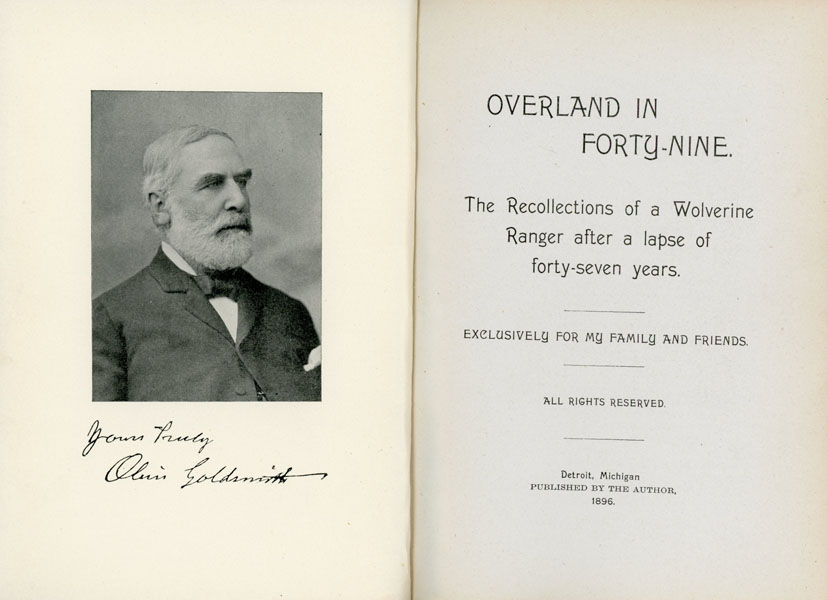 Yours Truly
Oliver Goldsmith
OVERLAND IN
FORTY-NINE.
The Recollections of a Wolverine
Ranger after a lapse of
forty-seven years.
EXCLUSIVELY FOR MY FAMILY AND FRIENDS.
ALL RIGHTS RESERVED.
Detroit, Michigan
PUBLISHED BY THE AUTHOR,
1896.